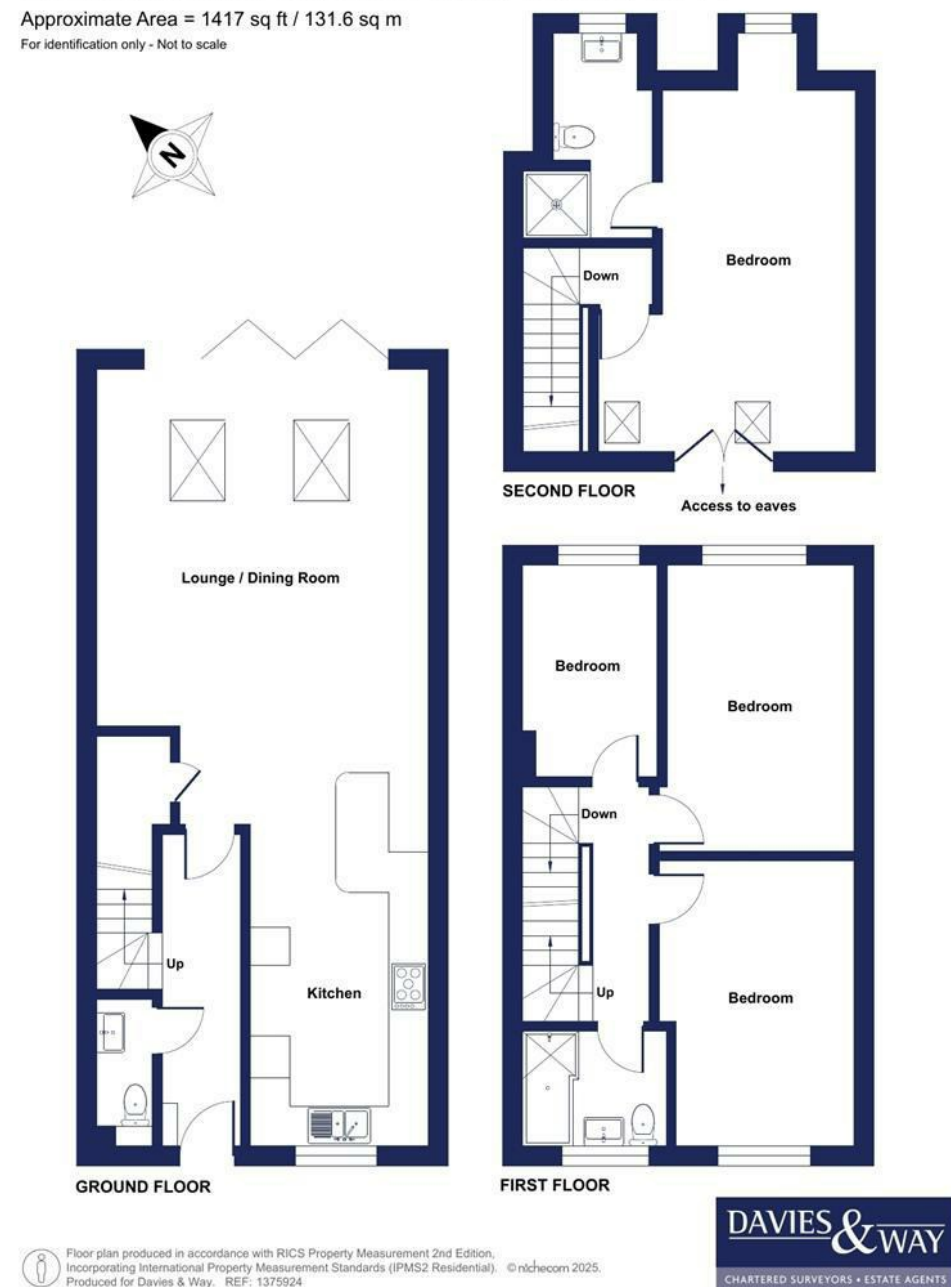 Approximate Area = 1417 sq ft / 131.6 sq m
For identification only - Not to scale
N
Down
Bedroom
SECOND FLOOR
Access to eaves
Lounge / Dining Room
Up
Kitchen
GROUND FLOOR
Bedroom
Bedroom
Down
Up
Bedroom
FIRST FLOOR
Floor plan produced in accordance with RICS Property Measurement 2nd Edition,
Incorporating International Property Measurement Standards (IPMS2 Residential). © nichecom 2025.
Produced for Davies & Way. REF: 1375924
DAVIES & WAY
CHARTERED SURVEYORS • ESTATE AGENTS